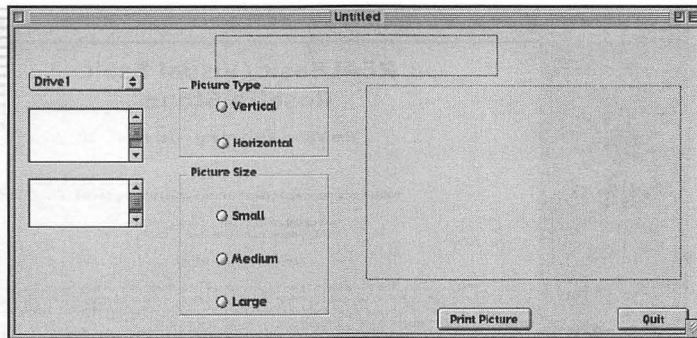 Untitled
Drive1
Picture Type
Vertical
Horizontal
Picture Size
Small
Medium
Large
Print Picture
Quit